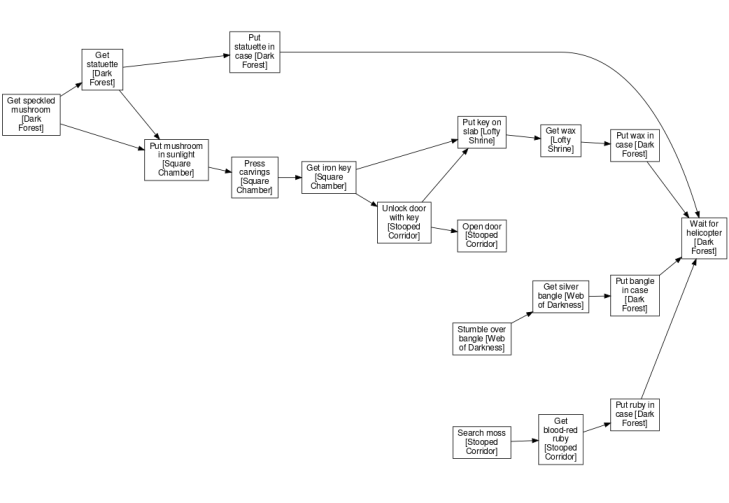 Get speckled
mushroom
[Dark
Forest]
Get
statuette
[Dark
Forest]
Put
statuette in
case [Dark
Forest]
Put mushroom
in sunlight
[Square
Chamber]
Press
carvings
[Square
Chamber]
Get iron key
[Square
Chamber]
Unlock door
with key
[Stooped
Corridor]
Open door
[Stooped
Corridor]
Put key on
slab [Lofty
Shrine]
Get wax
[Lofty
Shrine]
Put wax in
case [Dark
Forest]
Wait for
helicopter
[Dark
Forest]
Stumble over
bangle [Web
of Darkness]
Get silver
bangle [Web
of Darkness]
Put bangle
in case
[Dark
Forest]
Search moss
[Stooped
Corridor]
Get
blood-red
ruby
[Stooped
Corridor]
Put ruby in
case [Dark
Forest]